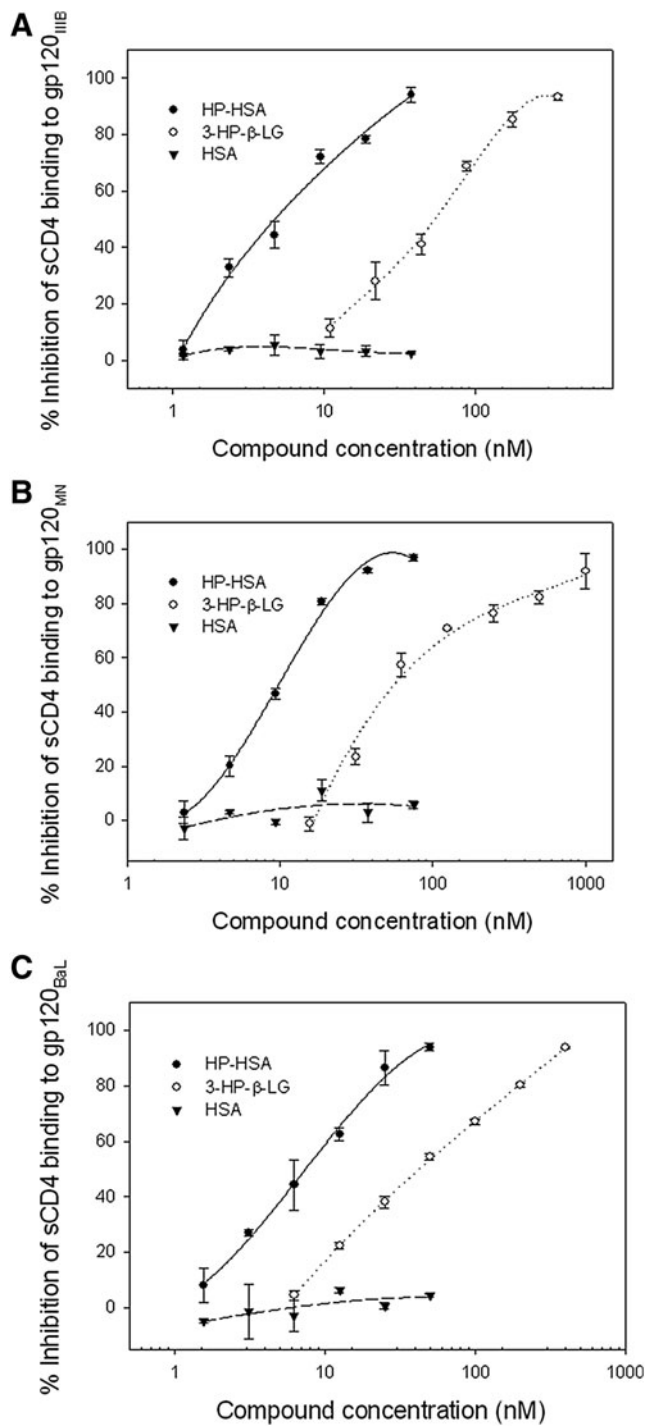 A
% Inhibition of sCD4 binding to gp120IIIB
100
80
60
40
20
0
HP-HSA
3-HP-β-LG
HSA
1 10 100
Compound concentration (nM)
B
% Inhibition of sCD4 binding to gp120MN
100
80
60
40
20
0
HP-HSA
3-HP-β-LG
HSA
1 10 100 1000
Compound concentration (nM)
C
% Inhibition of sCD4 binding to gp120BaL
100
80
60
40
20
0
HP-HSA
3-HP-β-LG
HSA
1 10 100 1000
Compound concentration (nM)